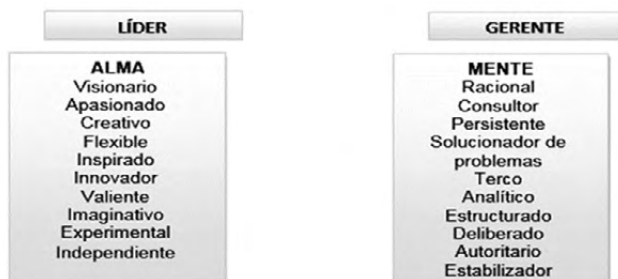 LÍDER
ALMA
Visionario
Apasionado
Creativo
Flexible
Inspirado
Innovador
Valiente
Imaginativo
Experimental
Independiente
GERENTE
MENTE
Racional
Consultor
Persistente
Solucionador de
problemas
Terco
Analítico
Estructurado
Deliberado
Autoritario
Estabilizador